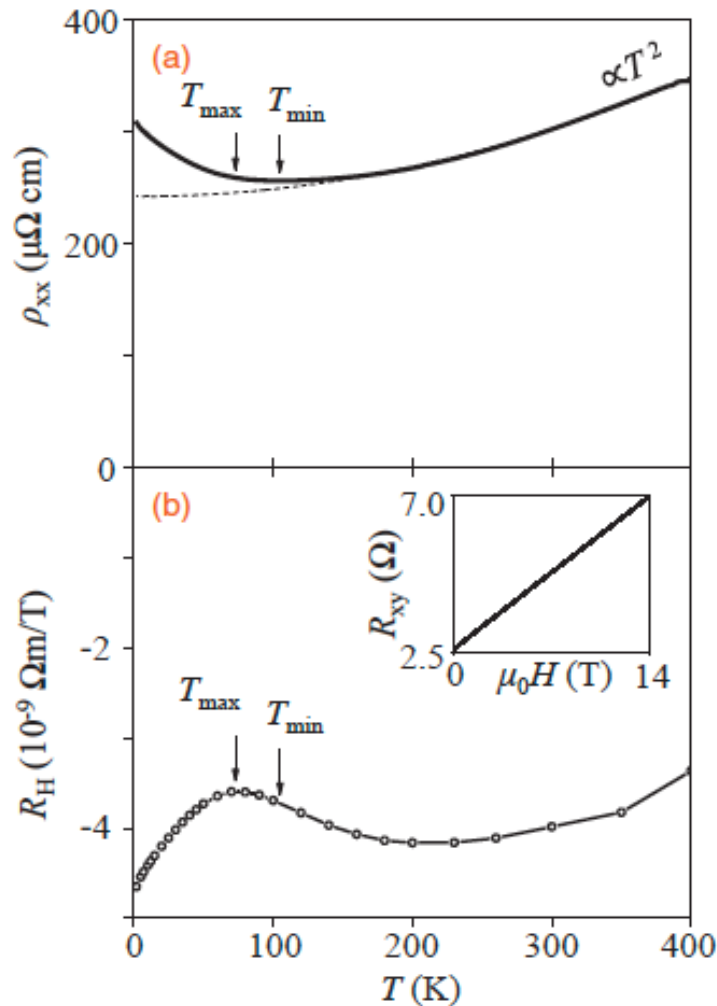 400
(a)
∝T²
T_max T_min
200
ρ_xx (μΩ cm)
0
(b)
7.0
R_xy (Ω)
2.5
0 μ₀H (T) 14
-2
T_max T_min
R_H (10⁻⁹ Ωm/T)
-4
0 100 200 300 400
T (K)